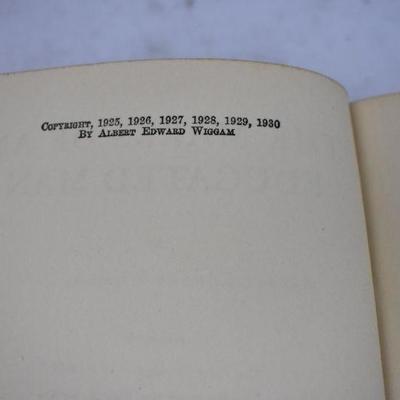 Copyright, 1925, 1926, 1927, 1928, 1929, 1930
By Albert Edward Wiggam